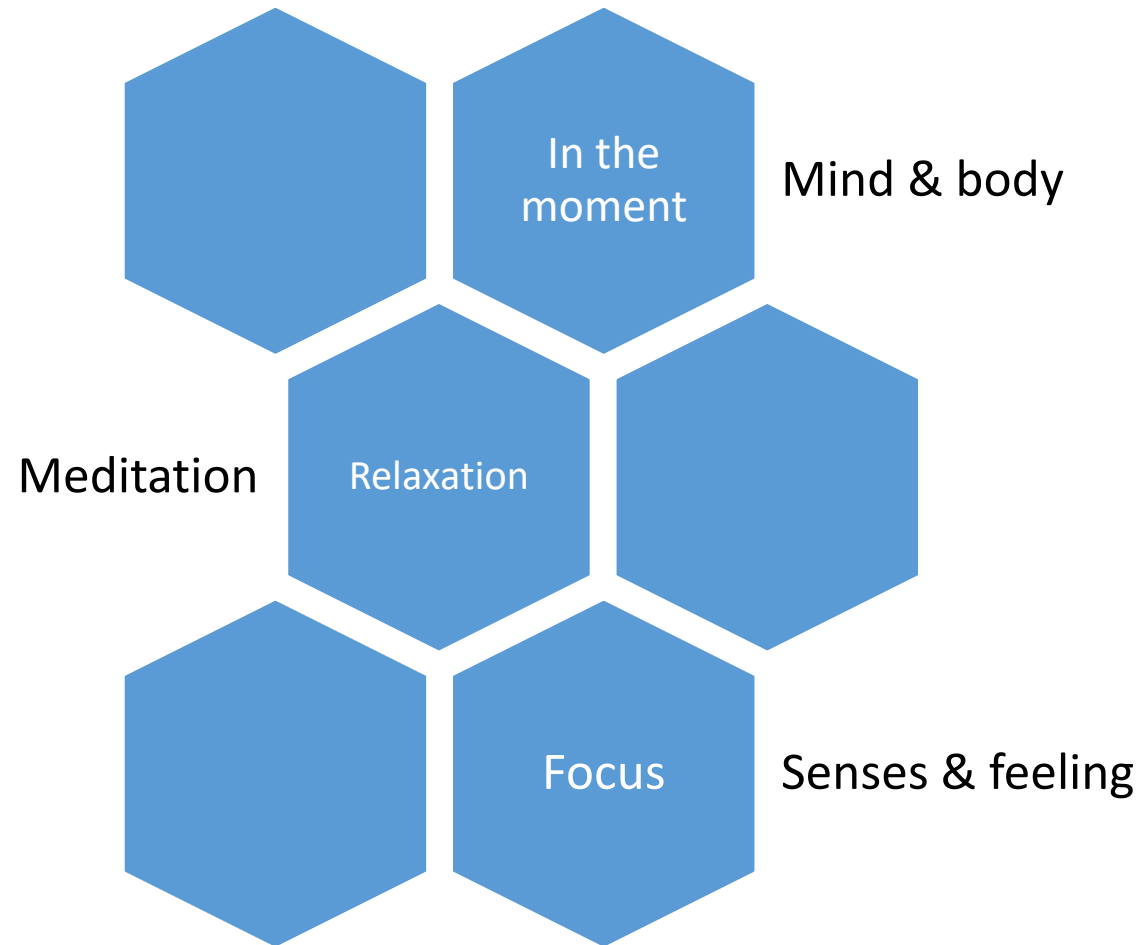 In the
moment
Mind & body
Meditation
Relaxation
Focus
Senses & feeling